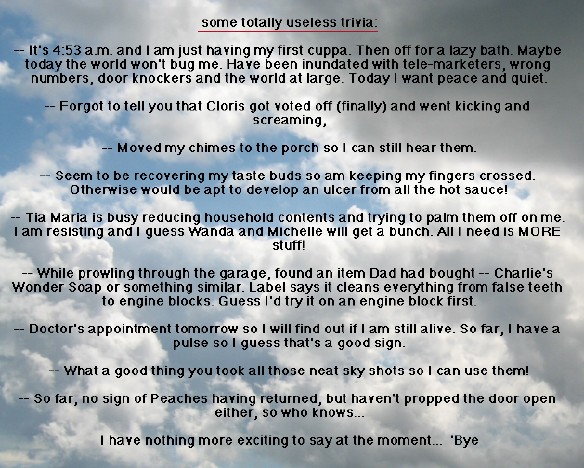 some totally useless trivia:
-- It's 4:53 a.m. and I am just having my first cuppa. Then off for a lazy bath. Maybe
today the world won't bug me. Have been inundated with tele-marketers, wrong
numbers, door knockers and the world at large. Today I want peace and quiet.
-- Forgot to tell you that Cloris got voted off (finally) and went kicking and
screaming,
-- Moved my chimes to the porch so I can still hear them.
-- Seem to be recovering my taste buds so am keeping my fingers crossed.
Otherwise would be apt to develop an ulcer from all the hot sauce!
-- Tia Maria is busy reducing household contents and trying to palm them off on me.
I am resisting and I guess Wanda and Michelle will get a bunch. All I need is MORE
stuff!
-- While prowling through the garage, found an item Dad had bought -- Charlie's
Wonder Soap or something similar. Label says it cleans everything from false teeth
to engine blocks. Guess I'd try it on an engine block first.
-- Doctor's appointment tomorrow so I will find out if I am still alive. So far, I have a
pulse so I guess that's a good sign.
-- What a good thing you took all those neat sky shots so I can use them!
-- So far, no sign of Peaches having returned, but haven't propped the door open
either, so who knows...
I have nothing more exciting to say at the moment... 'Bye